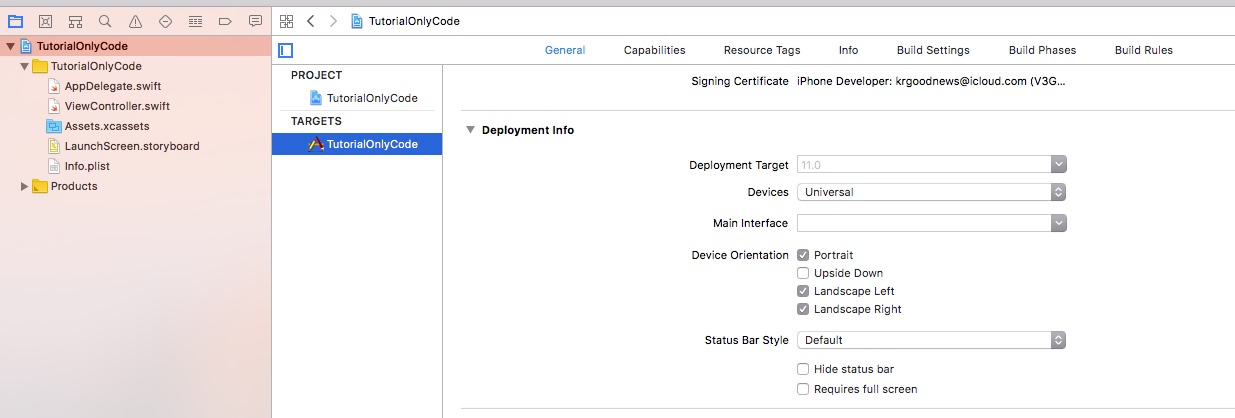 TutorialOnlyCode
TutorialOnlyCode
TutorialOnlyCode
AppDelegate.swift
ViewController.swift
Assets.xcassets
LaunchScreen.storyboard
Info.plist
Products
General Capabilities Resource Tags Info Build Settings Build Phases Build Rules
PROJECT
TutorialOnlyCode
TARGETS
TutorialOnlyCode
Signing Certificate iPhone Developer: krgoodnews@icloud.com (V3G...
Deployment Info
Deployment Target 11.0
Devices Universal
Main Interface
Device Orientation Portrait
Upside Down
Landscape Left
Landscape Right
Status Bar Style Default
Hide status bar
Requires full screen